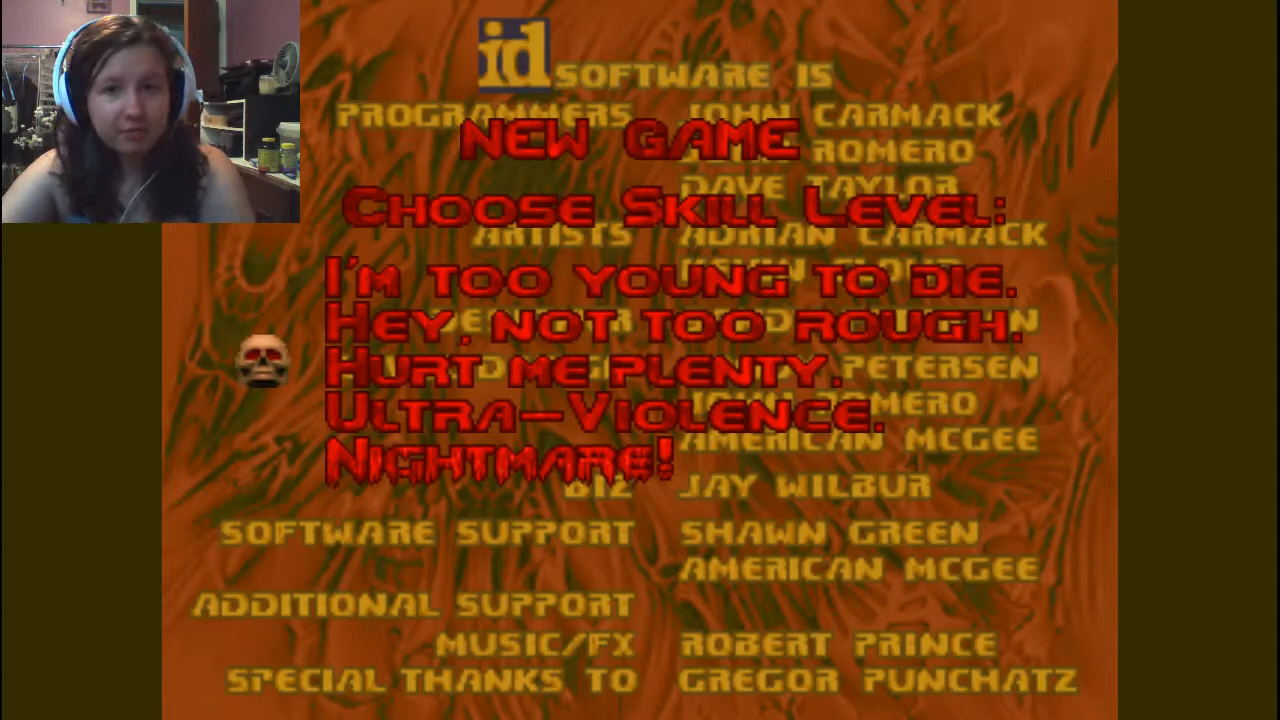 id SOFTWARE IS
PROGRAMMERS JOHN CARMACK
NEW GAME
ROMERO
DAVE TAYLOR
CHOOSE SKILL LEVEL:
ARTISTS ADRIAN CARMACK
I'M TOO YOUNG TO DIE.
HEY, NOT TOO ROUGH.
HURT ME PLENTY.
PETERSEN
ULTRA-VIOLENCE.
JOHN ROMERO
AMERICAN MCGEE
NIGHTMARE!
BIZ JAY WILBUR
SOFTWARE SUPPORT SHAWN GREEN
AMERICAN MCGEE
ADDITIONAL SUPPORT
MUSIC/FX ROBERT PRINCE
SPECIAL THANKS TO GREGOR PUNCHATZ